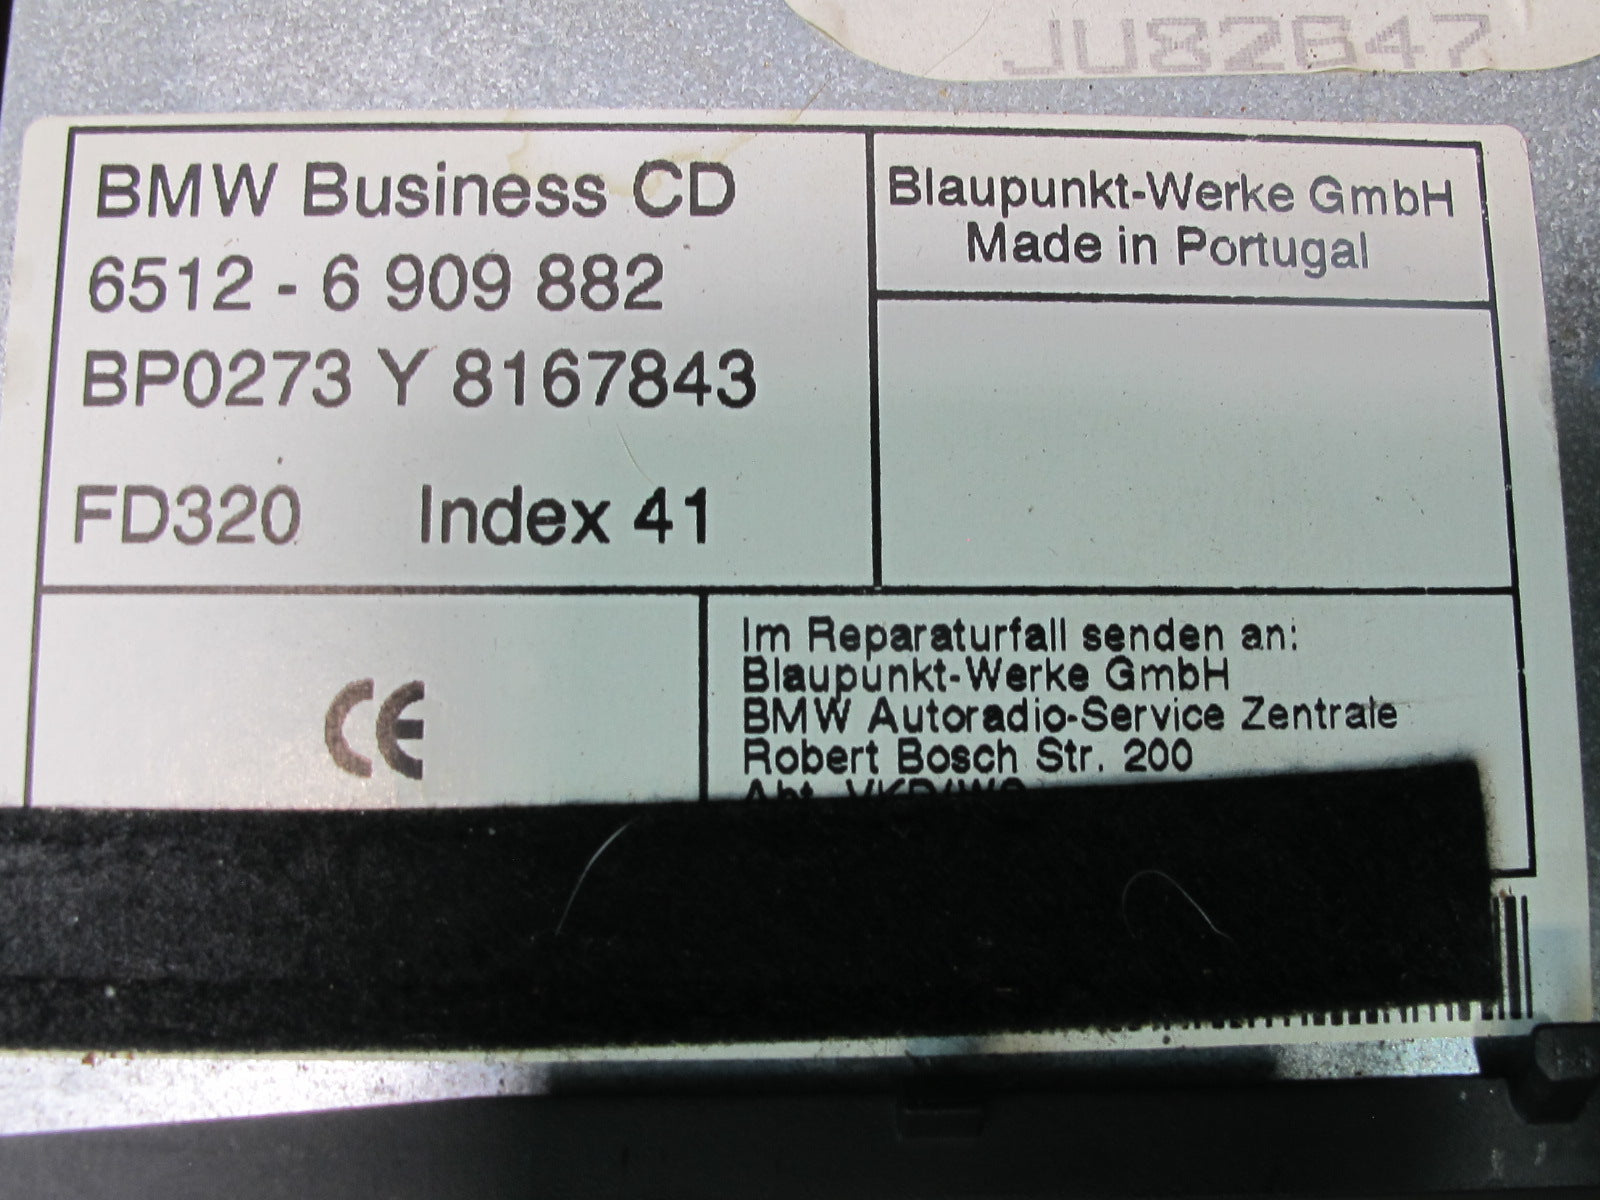 JU82647
BMW Business CD
6512 - 6 909 882
BP0273 Y 8167843
FD320 Index 41
Blaupunkt-Werke GmbH
Made in Portugal
CE
Im Reparaturfall senden an:
Blaupunkt-Werke GmbH
BMW Autoradio-Service Zentrale
Robert Bosch Str. 200
Abt.